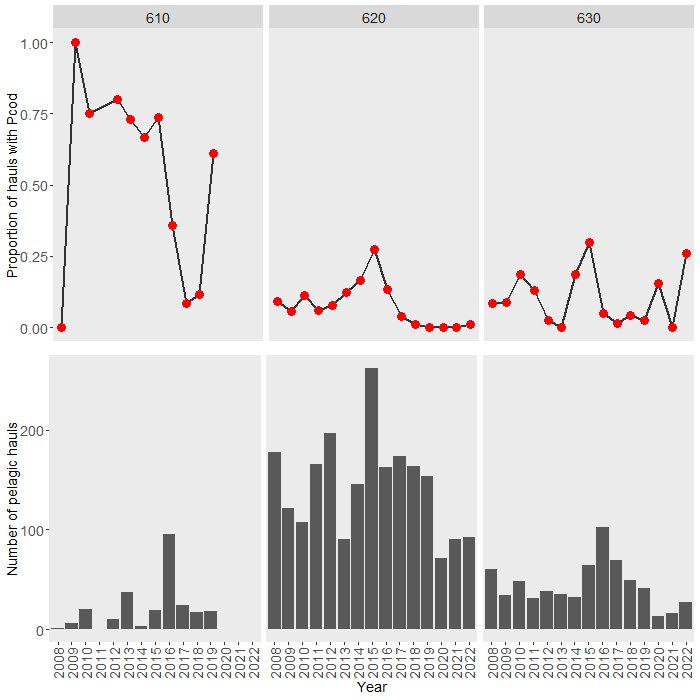 610 620 630
Proportion of hauls with Pcod
1.00
0.75
0.50
0.25
0.00
Number of pelagic hauls
200
100
0
2008 2009 2010 2011 2012 2013 2014 2015 2016 2017 2018 2019 2020 2021 2022 2008 2009 2010 2011 2012 2013 2014 2015 2016 2017 2018 2019 2020 2021 2022 2008 2009 2010 2011 2012 2013 2014 2015 2016 2017 2018 2019 2020 2021 2022
Year